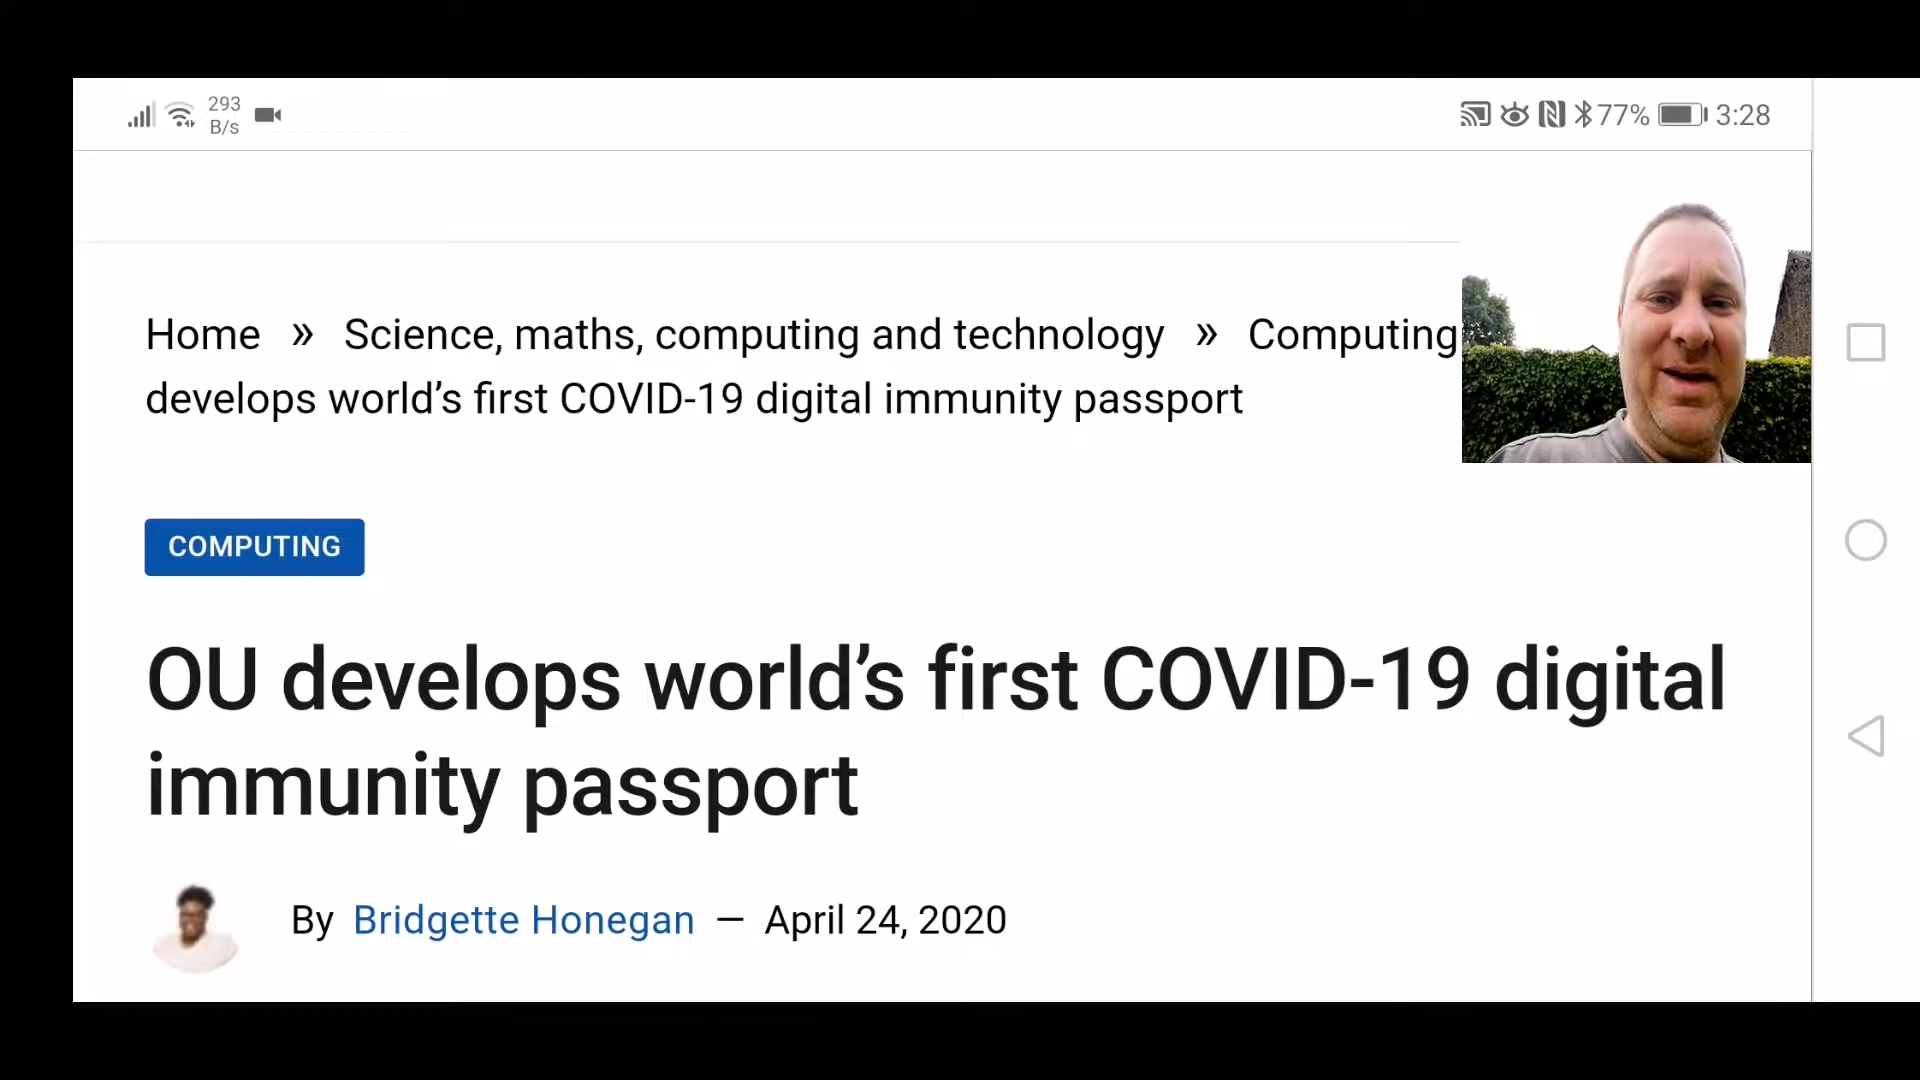 293
B/s
77% 3:28
Home » Science, maths, computing and technology » Computing
develops world’s first COVID-19 digital immunity passport
COMPUTING
OU develops world’s first COVID-19 digital
immunity passport
By Bridgette Honegan — April 24, 2020